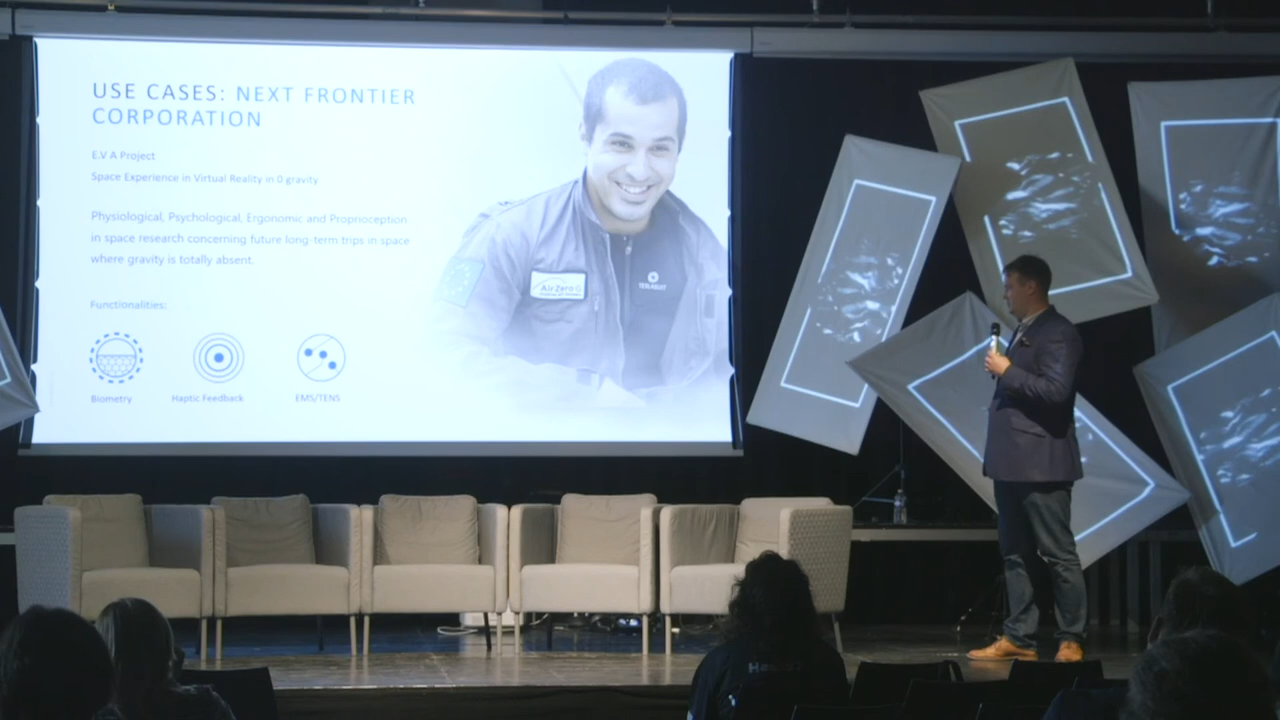 USE CASES: NEXT FRONTIER
CORPORATION
E.V A Project
Space Experience in Virtual Reality in 0 gravity
Physiological, Psychological, Ergonomic and Proprioception
in space research concerning future long-term trips in space
where gravity is totally absent.
Functionalities:
Biometry
Haptic Feedback
EMS/TENS
Air Zero G
TESLASUIT